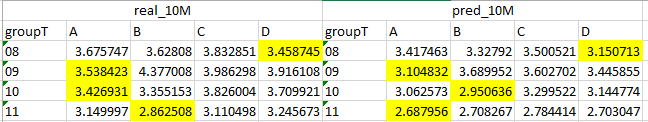 real_10M pred_10M
groupT A B C D groupT A B C D
08 3.675747 3.62808 3.832851 3.458745 08 3.417463 3.32792 3.500521 3.150713
09 3.538423 4.377008 3.986298 3.916108 09 3.104832 3.689952 3.602702 3.445855
10 3.426931 3.355153 3.826004 3.709921 10 3.062573 2.950636 3.299522 3.144774
11 3.149997 2.862508 3.110498 3.245673 11 2.687956 2.708267 2.784414 2.703047